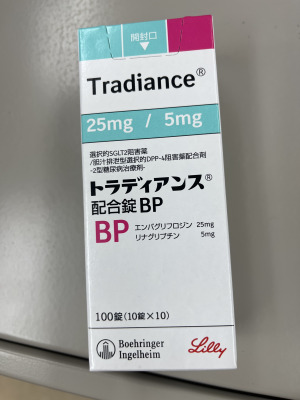 開封口
Tradiance®
25mg / 5mg
選択的SGLT2阻害薬
/胆汁排泄型選択的DPP-4阻害薬配合剤
-2型糖尿病治療剤-
トラディアンス®
配合錠BP
BP エンパグリフロジン 25mg
リナグリプチン 5mg
100錠(10錠×10)
Boehringer
Ingelheim
Lilly